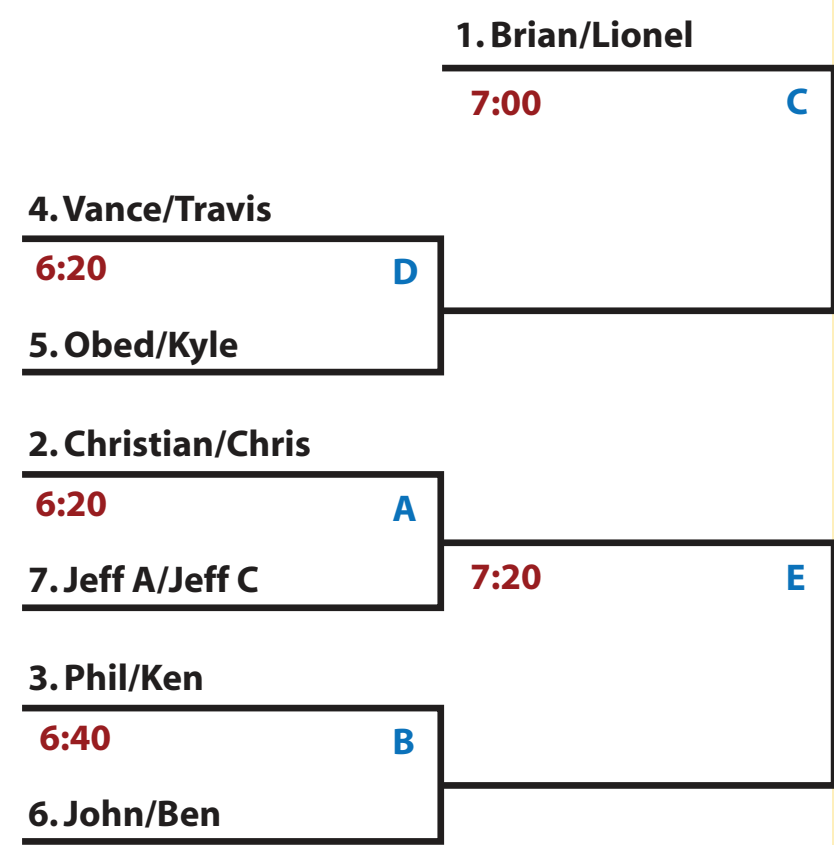 1. Brian/Lionel
7:00 C
4. Vance/Travis
6:20 D
5. Obed/Kyle
2. Christian/Chris
6:20 A
7. Jeff A/Jeff C
7:20 E
3. Phil/Ken
6:40 B
6. John/Ben